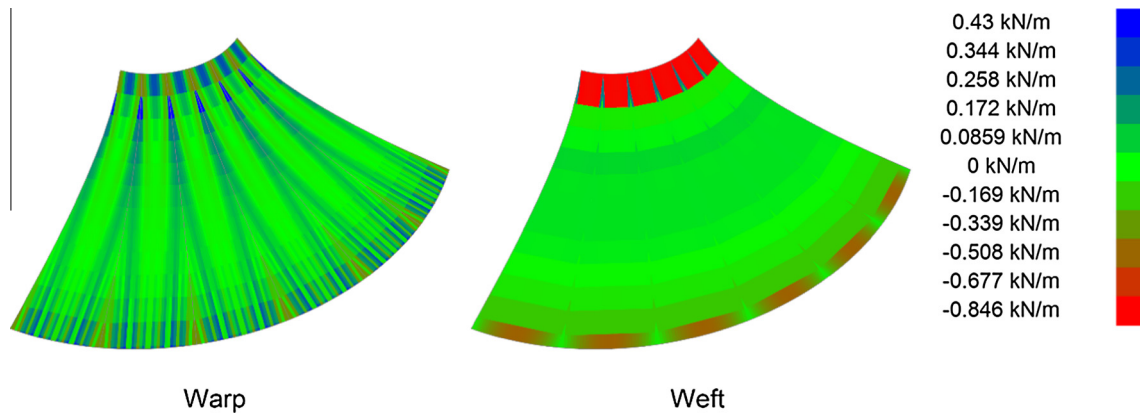 0.43 kN/m
0.344 kN/m
0.258 kN/m
0.172 kN/m
0.0859 kN/m
0 kN/m
-0.169 kN/m
-0.339 kN/m
-0.508 kN/m
-0.677 kN/m
-0.846 kN/m
Warp
Weft